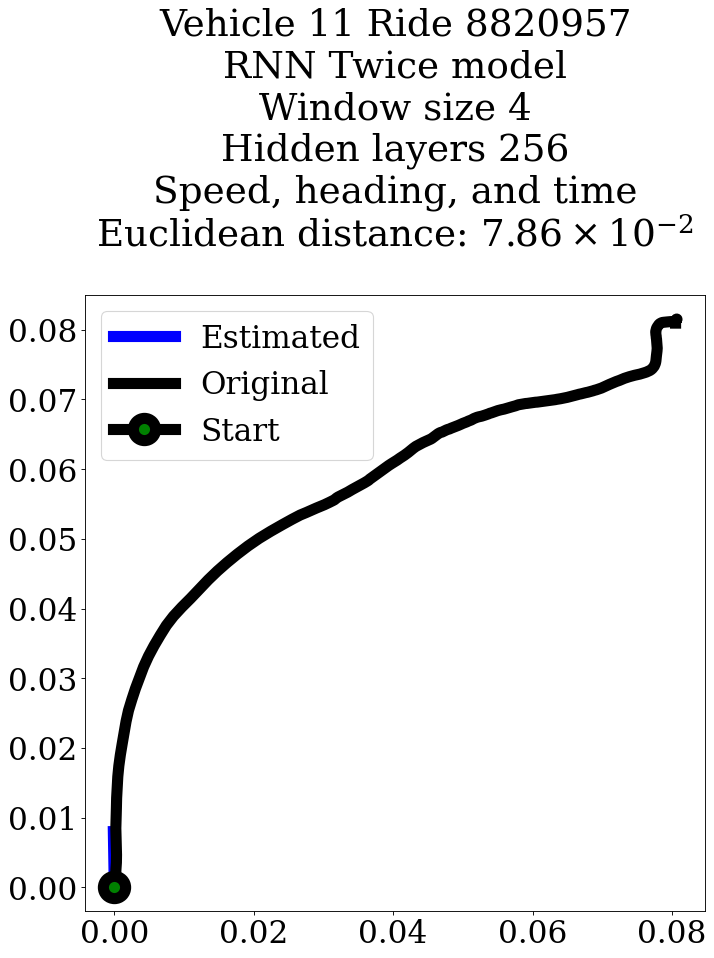 Vehicle 11 Ride 8820957
RNN Twice model
Window size 4
Hidden layers 256
Speed, heading, and time
Euclidean distance: 7.86 × 10⁻²
Estimated
Original
Start
0.08
0.07
0.06
0.05
0.04
0.03
0.02
0.01
0.00
0.00 0.02 0.04 0.06 0.08